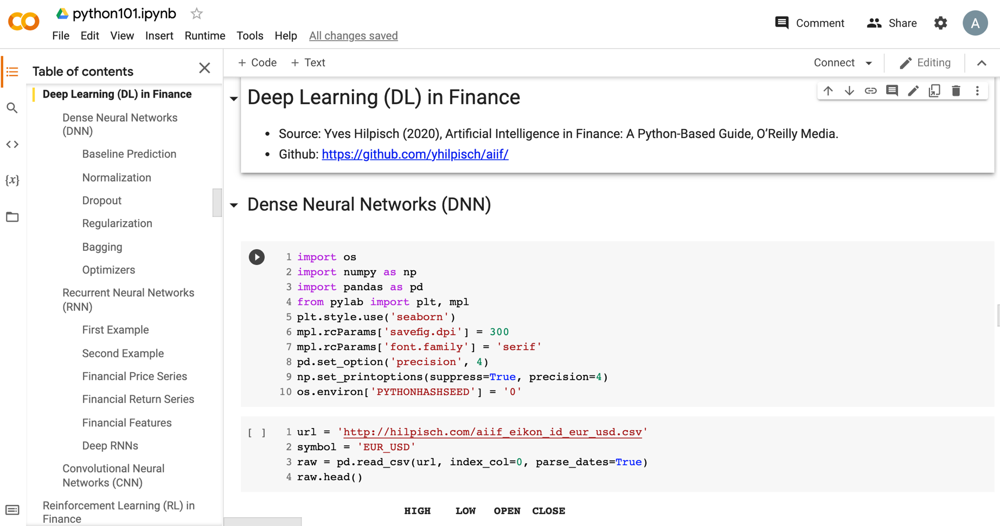 python101.ipynb
File Edit View Insert Runtime Tools Help All changes saved
Comment Share A
Table of contents
Deep Learning (DL) in Finance
Dense Neural Networks
(DNN)
Baseline Prediction
Normalization
Dropout
Regularization
Bagging
Optimizers
Recurrent Neural Networks
(RNN)
First Example
Second Example
Financial Price Series
Financial Return Series
Financial Features
Deep RNNs
Convolutional Neural
Networks (CNN)
Reinforcement Learning (RL) in
Finance
+ Code + Text
Connect Editing
Deep Learning (DL) in Finance
• Source: Yves Hilpisch (2020), Artificial Intelligence in Finance: A Python-Based Guide, O’Reilly Media.
• Github: https://github.com/yhilpisch/aiif/
Dense Neural Networks (DNN)
1 import os
2 import numpy as np
3 import pandas as pd
4 from pylab import plt, mpl
5 plt.style.use('seaborn')
6 mpl.rcParams['savefig.dpi'] = 300
7 mpl.rcParams['font.family'] = 'serif'
8 pd.set_option('precision', 4)
9 np.set_printoptions(suppress=True, precision=4)
10 os.environ['PYTHONHASHSEED'] = '0'
[ ] 1 url = 'http://hilpisch.com/aiif_eikon_id_eur_usd.csv'
2 symbol = 'EUR_USD'
3 raw = pd.read_csv(url, index_col=0, parse_dates=True)
4 raw.head()
HIGH LOW OPEN CLOSE